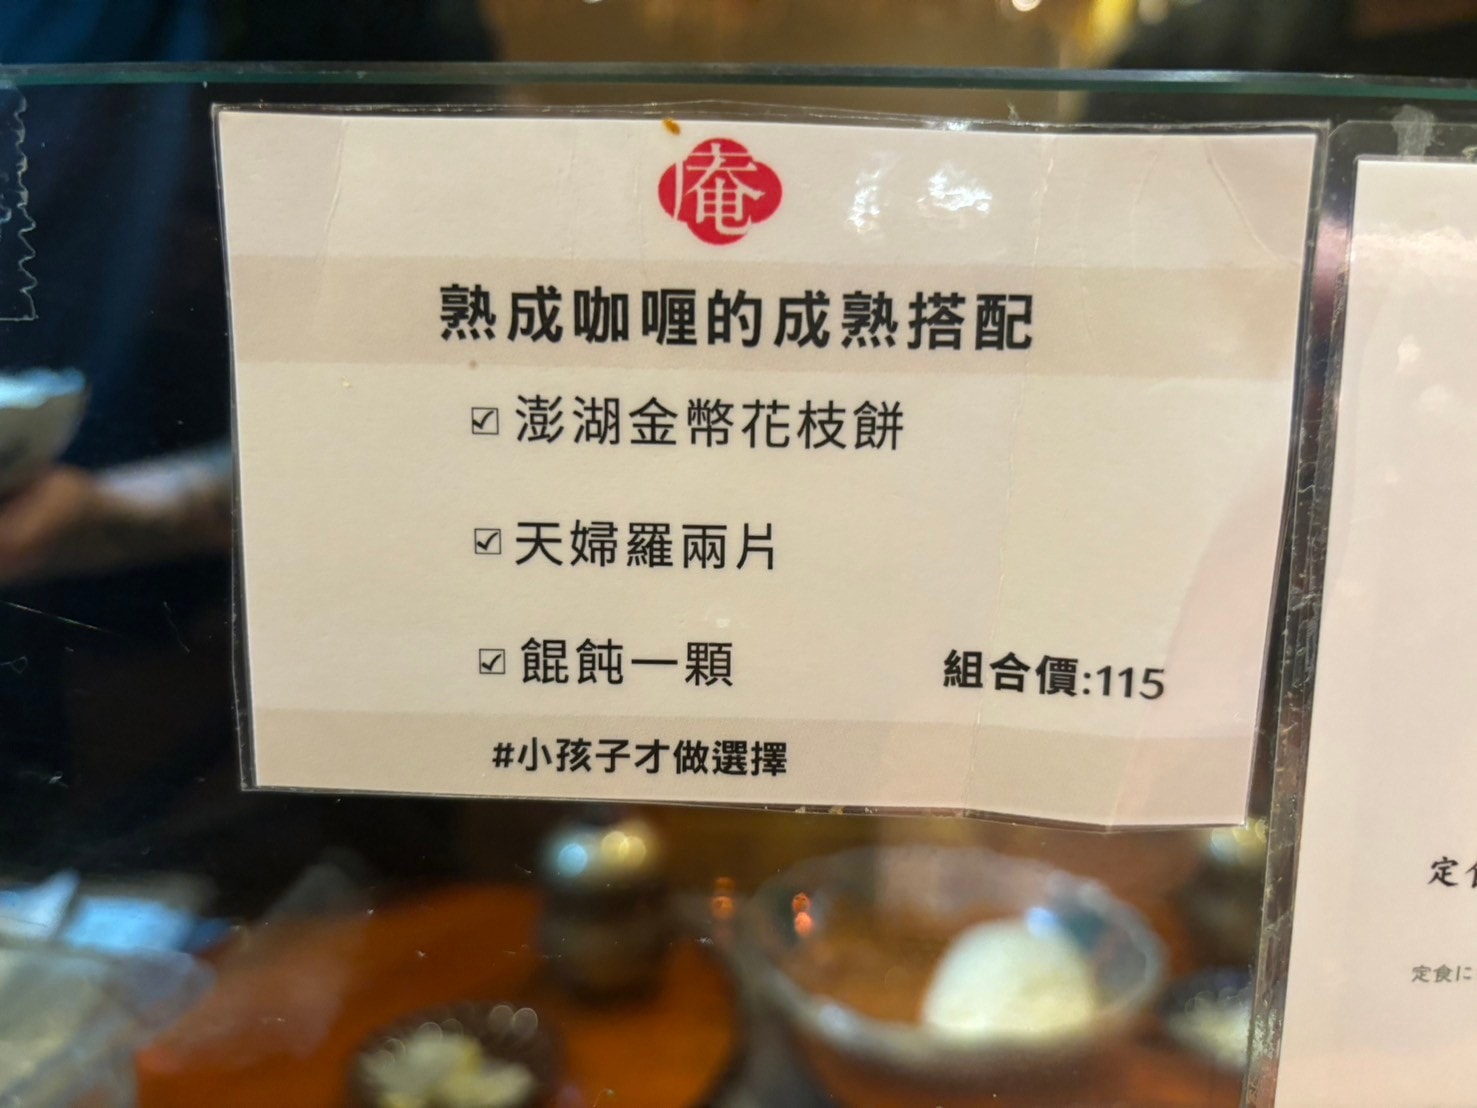 庵
熟成咖喱的成熟搭配
☑ 澎湖金幣花枝餅
☑ 天婦羅兩片
☑ 餛飩一顆
組合價:115
#小孩子才做選擇
定
定食に